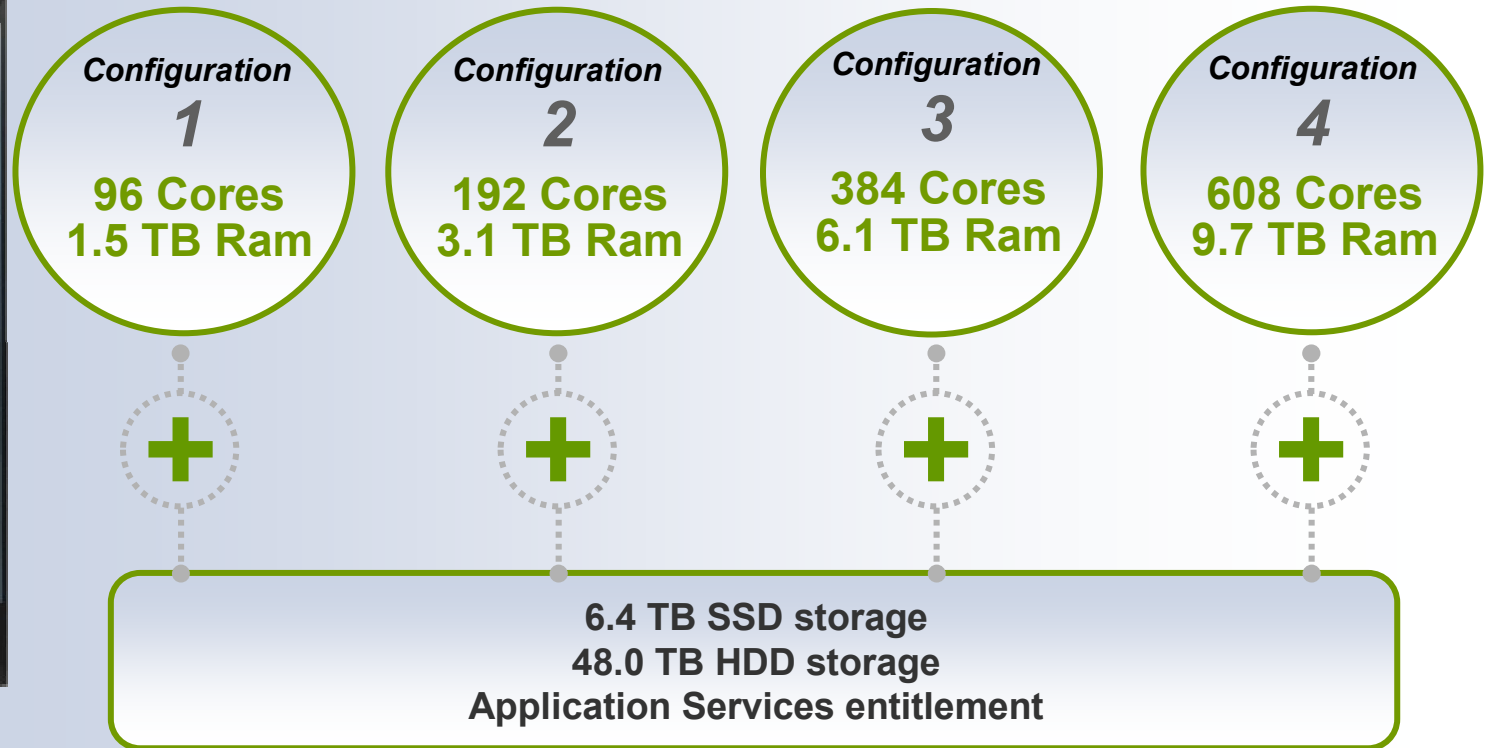 Configuration
1
96 Cores
1.5 TB Ram
Configuration
2
192 Cores
3.1 TB Ram
Configuration
3
384 Cores
6.1 TB Ram
Configuration
4
608 Cores
9.7 TB Ram
6.4 TB SSD storage
48.0 TB HDD storage
Application Services entitlement